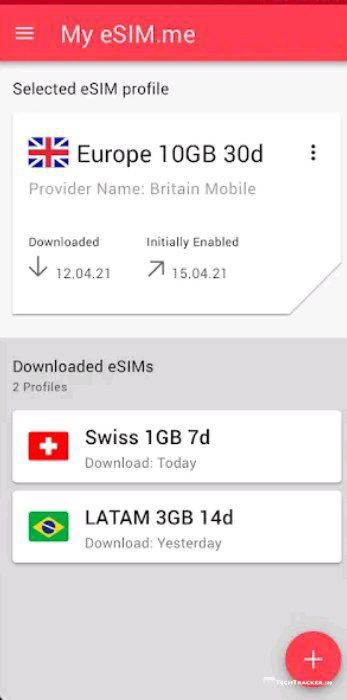 My eSIM.me
Selected eSIM profile
Europe 10GB 30d
Provider Name: Britain Mobile
Downloaded
Initially Enabled
12.04.21
15.04.21
Downloaded eSIMs
2 Profiles
Swiss 1GB 7d
Download: Today
LATAM 3GB 14d
Download: Yesterday
TECHTRACKER.IN